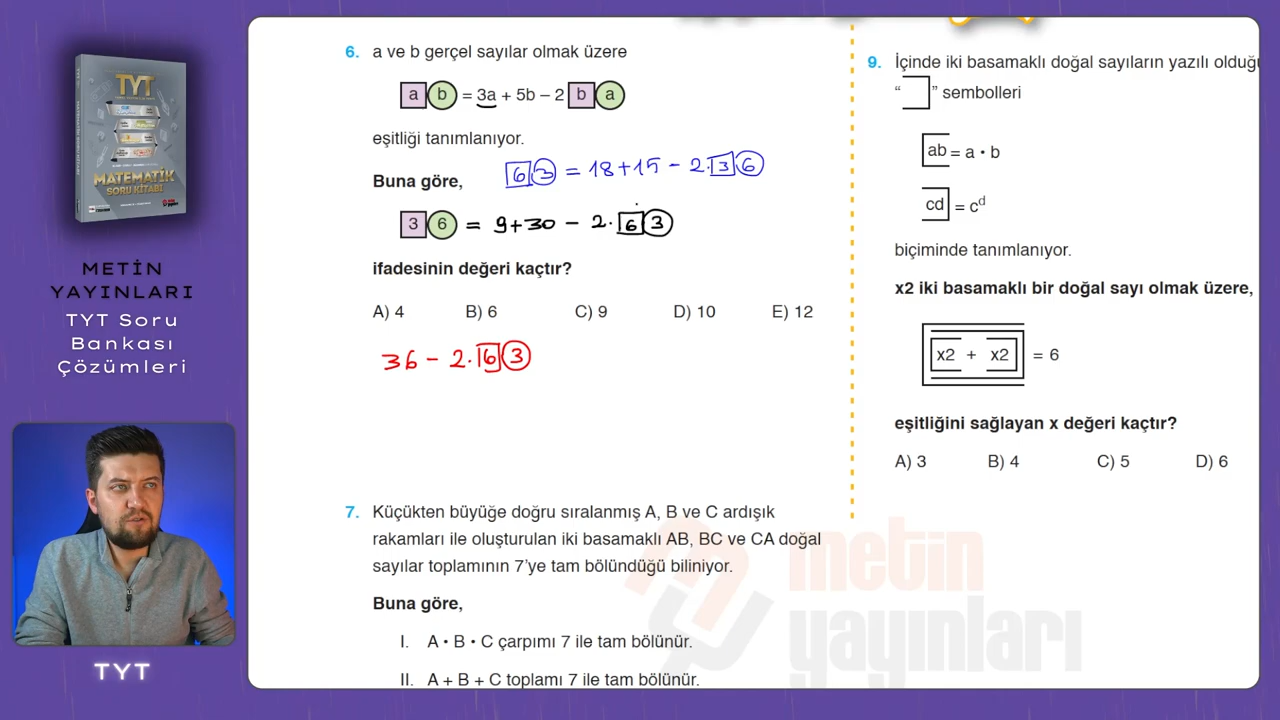 TYT
MATEMATİK
SORU KİTABI
METİN
YAYINLARI
TYT Soru
Bankası
Çözümleri
TYT
6. a ve b gerçel sayılar olmak üzere
a b = 3a + 5b – 2 b a
eşitliği tanımlanıyor.
6 3 = 18+15 – 2. 3 6
Buna göre,
3 6 = 9+30 – 2. 6 3
ifadesinin değeri kaçtır?
A) 4 B) 6 C) 9 D) 10 E) 12
36 – 2. 6 3
7. Küçükten büyüğe doğru sıralanmış A, B ve C ardışık
rakamları ile oluşturulan iki basamaklı AB, BC ve CA doğal
sayılar toplamının 7'ye tam bölündüğü biliniyor.
Buna göre,
I. A • B • C çarpımı 7 ile tam bölünür.
II. A + B + C toplamı 7 ile tam bölünür.
9. İçinde iki basamaklı doğal sayıların yazılı olduğu
“ ” sembolleri
ab = a • b
cd = c^d
biçiminde tanımlanıyor.
x2 iki basamaklı bir doğal sayı olmak üzere,
x2 + x2 = 6
eşitliğini sağlayan x değeri kaçtır?
A) 3 B) 4 C) 5 D) 6
metin
yayınları